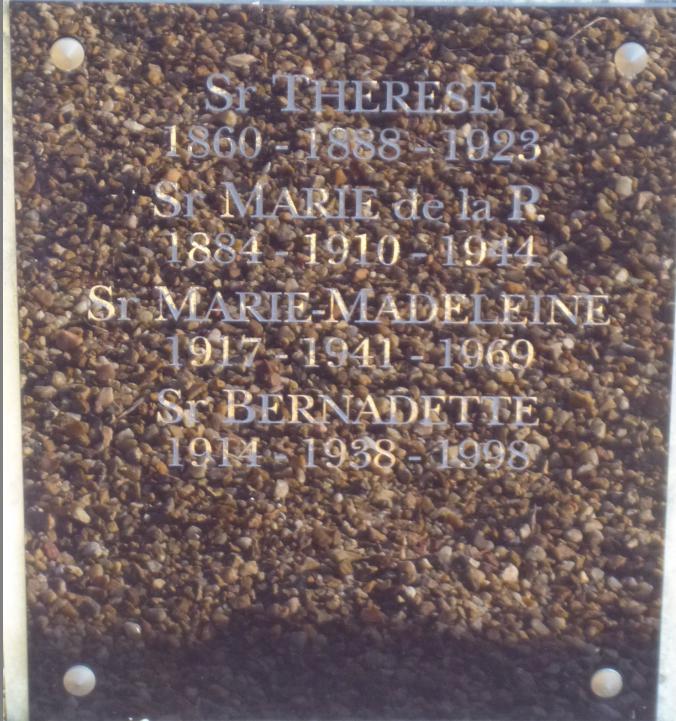 Sr THERÈSE
1860 - 1888 - 1923
Sr MARIE de la P.
1884 - 1910 - 1944
Sr MARIE-MADELEINE
1917 - 1941 - 1969
Sr BERNADETTE
1914 - 1938 - 1998